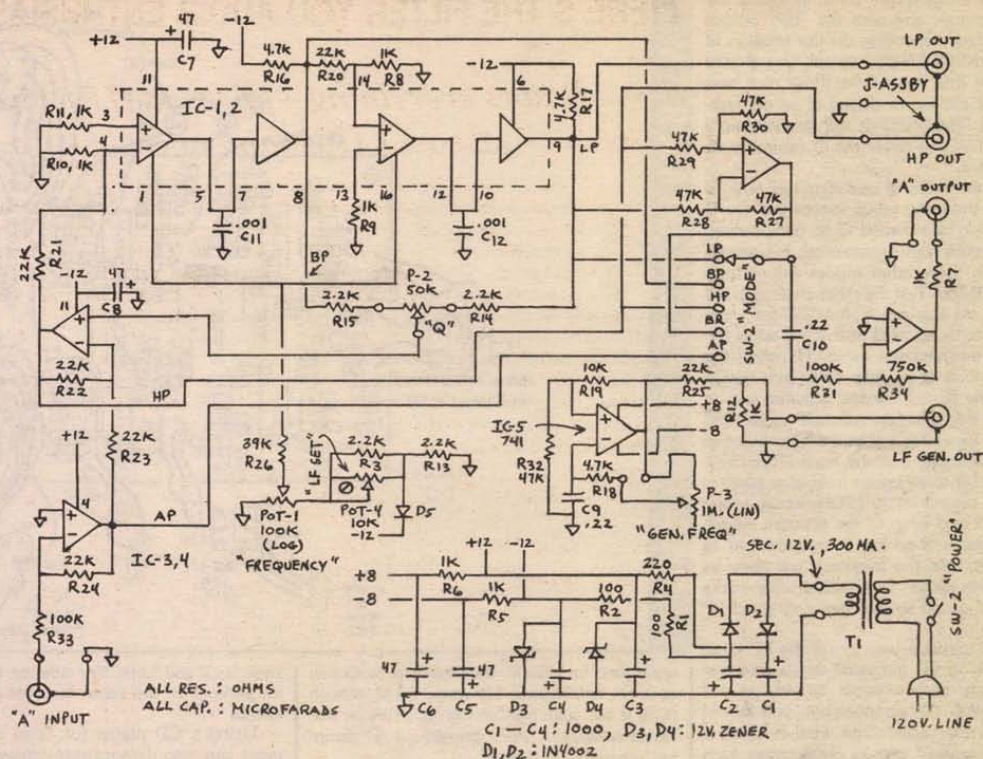 47
+12
C7
-12
4.7K
R16
22K
R20
1K
R8
14
-12
6
4.7K
R17
LP OUT
J-ASSBY
HP OUT
11
R11, 1K
3
IC-1,2
R10, 1K
4
9
LP
47K
R30
47K
R29
47K
R28
R27
"A" OUTPUT
1
5
7
8
13
16
12
10
.001
C11
1K
R9
.001
C12
22K
R21
-12
47
C8
11
BP
P-2
50K
2.2K
R15
"Q"
2.2K
R14
LP
BP
HP
BR
AP
SW-2 "MODE"
.22
C10
1K
R7
100K
R31
750K
R34
22K
R22
HP
+12
22K
R23
4
AP
IC-3,4
22K
R24
100K
R33
"A" INPUT
39K
R26
"LF SET"
2.2K
R3
2.2K
R13
POT-4
10K
D5
-12
POT-1
100K
(LOG)
"FREQUENCY"
10K
R19
22K
R25
IC-5
741
+8
-8
R12
1K
LF GEN. OUT
R32
47K
4.7K
R18
C9
.22
P-3
1M. (LIN)
"GEN. FREQ"
+12
-12
+8
-8
1K
R6
1K
R5
100
R2
220
R4
100
R1
SEC. 12V., 300MA.
D1
D2
T1
SW-2 "POWER"
120V. LINE
47
C6
47
C5
D3
C4
D4
C3
C2
C1
ALL RES.: OHMS
ALL CAP.: MICROFARADS
C1 — C4: 1000, D3, D4: 12V. ZENER
D1, D2: 1N4002